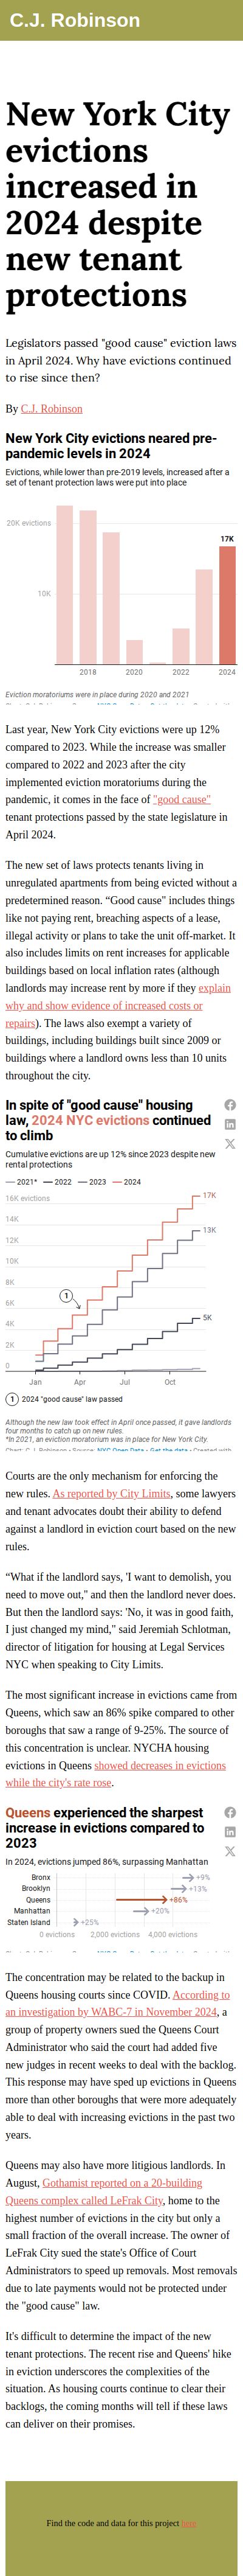 C.J. Robinson
New York City
evictions
increased in
2024 despite
new tenant
protections
Legislators passed "good cause" eviction laws
in April 2024. Why have evictions continued
to rise since then?
By C.J. Robinson
New York City evictions neared pre-
pandemic levels in 2024
Evictions, while lower than pre-2019 levels, increased after a
set of tenant protection laws were put into place
20K evictions
17K
10K
2018
2020
2022
2024
Eviction moratoriums were in place during 2020 and 2021
Last year, New York City evictions were up 12%
compared to 2023. While the increase was smaller
compared to 2022 and 2023 after the city
implemented eviction moratoriums during the
pandemic, it comes in the face of "good cause"
tenant protections passed by the state legislature in
April 2024.
The new set of laws protects tenants living in
unregulated apartments from being evicted without a
predetermined reason. “Good cause" includes things
like not paying rent, breaching aspects of a lease,
illegal activity or plans to take the unit off-market. It
also includes limits on rent increases for applicable
buildings based on local inflation rates (although
landlords may increase rent by more if they explain
why and show evidence of increased costs or
repairs). The laws also exempt a variety of
buildings, including buildings built since 2009 or
buildings where a landlord owns less than 10 units
throughout the city.
In spite of "good cause" housing
law, 2024 NYC evictions continued
to climb
Cumulative evictions are up 12% since 2023 despite new
rental protections
2021* 2022 2023 2024
16K evictions
17K
14K
13K
12K
10K
8K
1
6K
5K
4K
2K
0
Jan
Apr
Jul
Oct
1 2024 "good cause" law passed
Although the new law took effect in April once passed, it gave landlords
four months to catch up on new rules.
*In 2021, an eviction moratorium was in place for New York City.
Chart: C.J. Robinson • Source: NYC Open Data • Get the data • Created with
Courts are the only mechanism for enforcing the
new rules. As reported by City Limits, some lawyers
and tenant advocates doubt their ability to defend
against a landlord in eviction court based on the new
rules.
“What if the landlord says, 'I want to demolish, you
need to move out,'' and then the landlord never does.
But then the landlord says: 'No, it was in good faith,
I just changed my mind," said Jeremiah Schlotman,
director of litigation for housing at Legal Services
NYC when speaking to City Limits.
The most significant increase in evictions came from
Queens, which saw an 86% spike compared to other
boroughs that saw a range of 9-25%. The source of
this concentration is unclear. NYCHA housing
evictions in Queens showed decreases in evictions
while the city's rate rose.
Queens experienced the sharpest
increase in evictions compared to
2023
In 2024, evictions jumped 86%, surpassing Manhattan
Bronx +9%
Brooklyn +13%
Queens +86%
Manhattan +20%
Staten Island +25%
0 evictions
2,000 evictions
4,000 evictions
The concentration may be related to the backup in
Queens housing courts since COVID. According to
an investigation by WABC-7 in November 2024, a
group of property owners sued the Queens Court
Administrator who said the court had added five
new judges in recent weeks to deal with the backlog.
This response may have sped up evictions in Queens
more than other boroughs that were more adequately
able to deal with increasing evictions in the past two
years.
Queens may also have more litigious landlords. In
August, Gothamist reported on a 20-building
Queens complex called LeFrak City, home to the
highest number of evictions in the city but only a
small fraction of the overall increase. The owner of
LeFrak City sued the state's Office of Court
Administrators to speed up removals. Most removals
due to late payments would not be protected under
the "good cause" law.
It's difficult to determine the impact of the new
tenant protections. The recent rise and Queens' hike
in eviction underscores the complexities of the
situation. As housing courts continue to clear their
backlogs, the coming months will tell if these laws
can deliver on their promises.
Find the code and data for this project here